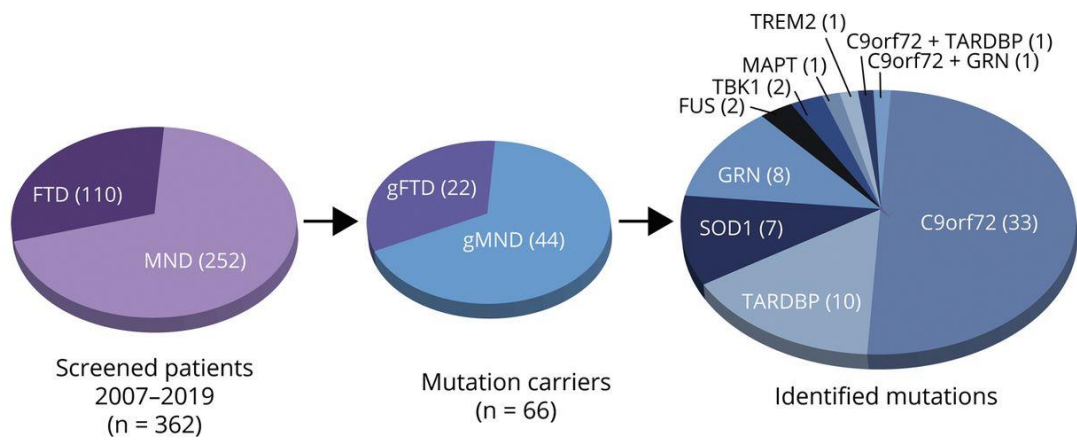 FTD (110)
MND (252)
Screened patients
2007–2019
(n = 362)
gFTD (22)
gMND (44)
Mutation carriers
(n = 66)
TREM2 (1)
C9orf72 + TARDBP (1)
C9orf72 + GRN (1)
MAPT (1)
TBK1 (2)
FUS (2)
GRN (8)
SOD1 (7)
TARDBP (10)
C9orf72 (33)
Identified mutations